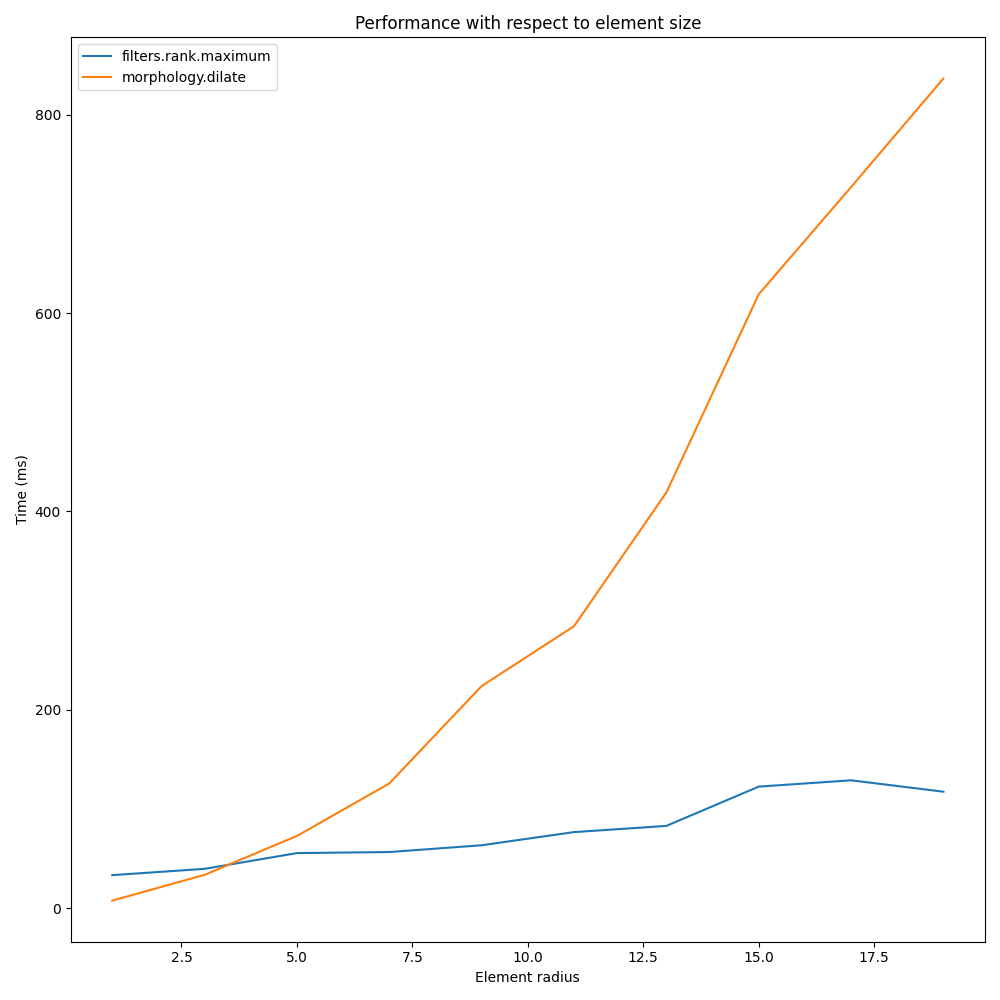 Performance with respect to element size
filters.rank.maximum
morphology.dilate
800
600
400
200
0
Time (ms)
2.5 5.0 7.5 10.0 12.5 15.0 17.5
Element radius